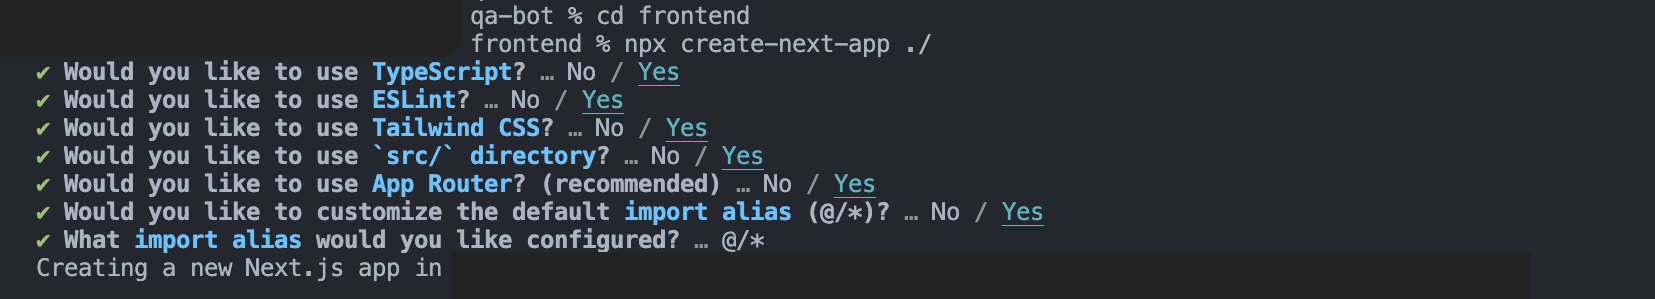 qa-bot % cd frontend
frontend % npx create-next-app ./
✔ Would you like to use TypeScript? … No / Yes
✔ Would you like to use ESLint? … No / Yes
✔ Would you like to use Tailwind CSS? … No / Yes
✔ Would you like to use `src/` directory? … No / Yes
✔ Would you like to use App Router? (recommended) … No / Yes
✔ Would you like to customize the default import alias (@/*)? … No / Yes
✔ What import alias would you like configured? … @/*
Creating a new Next.js app in